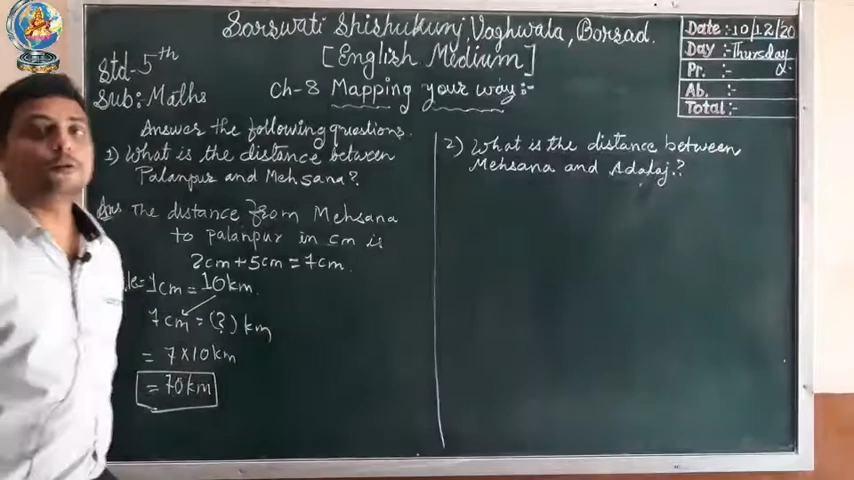 Sarswati Shishukunj, Vaghwala, Borsad.
[English Medium]
Std-5th
Sub: Maths
Ch-8 Mapping your way:-
Date:-10/12/20
Day:-Thursday
Pr. :-
Ab. :-
Total:-
Answer the following questions.
1) What is the distance between
Palanpur and Mehsana?
Ans The distance from Mehsana
to palanpur in cm is
2cm+5cm=7cm.
1cm = 10km.
7cm = (?) km
= 7×10km
= 70km
2) What is the distance between
Mehsana and Adalaj?